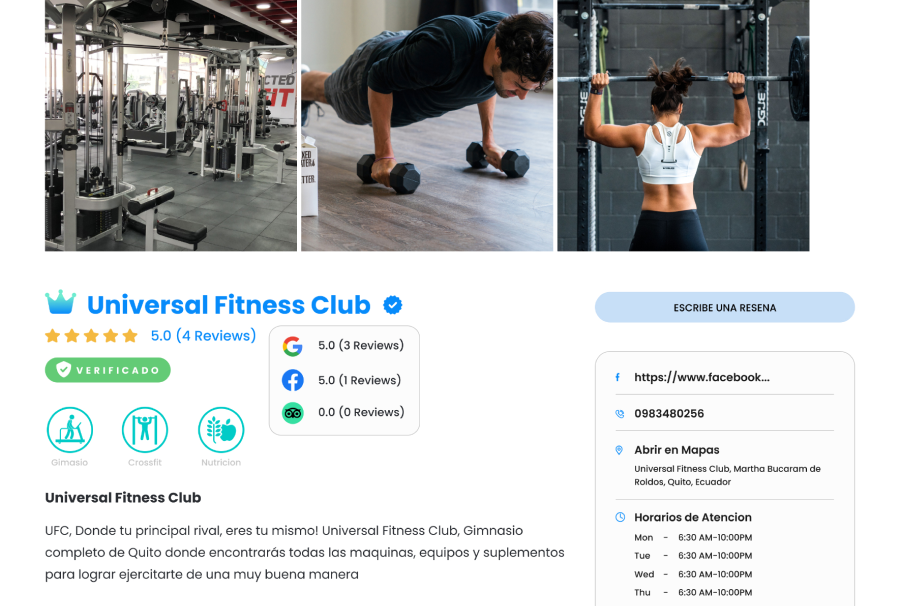 CTED
FIT
Universal Fitness Club
5.0 (4 Reviews)
5.0 (3 Reviews)
5.0 (1 Reviews)
0.0 (0 Reviews)
VERIFICADO
Gimasio
Crossfit
Nutricion
Universal Fitness Club
UFC, Donde tu principal rival, eres tu mismo! Universal Fitness Club, Gimnasio
completo de Quito donde encontrarás todas las maquinas, equipos y suplementos
para lograr ejercitarte de una muy buena manera
ESCRIBE UNA RESENA
https://www.facebook...
0983480256
Abrir en Mapas
Universal Fitness Club, Martha Bucaram de
Roldos, Quito, Ecuador
Horarios de Atencion
Mon - 6:30 AM-10:00PM
Tue - 6:30 AM-10:00PM
Wed - 6:30 AM-10:00PM
Thu - 6:30 AM-10:00PM